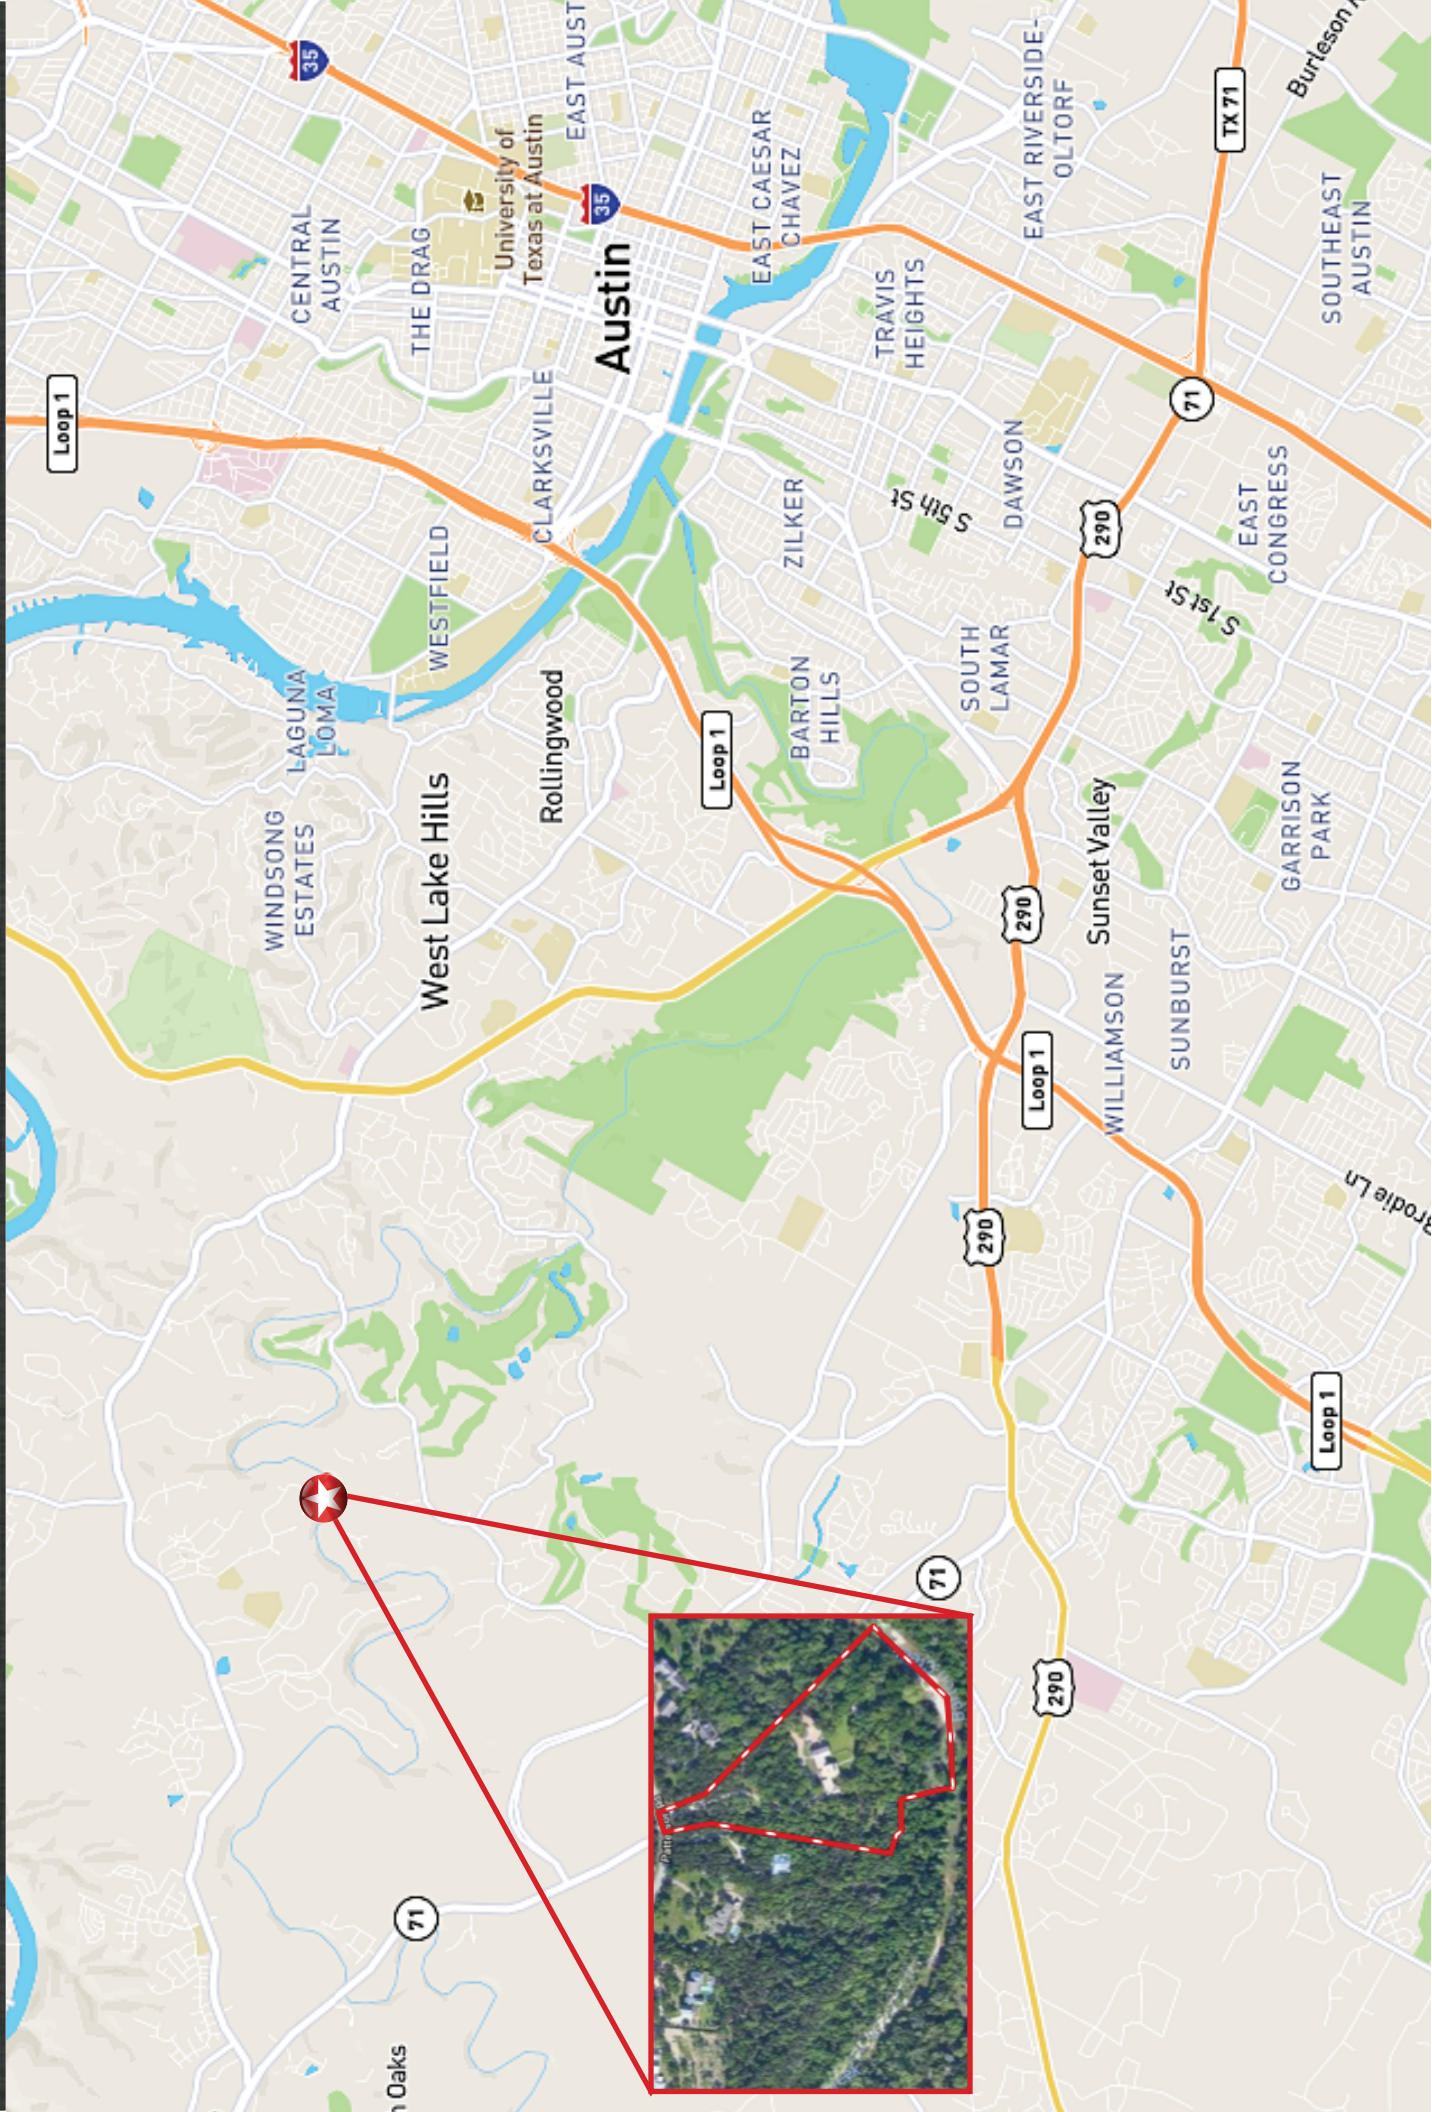 35
EAST AUST
University of
Texas at Austin
35
Austin
CENTRAL
AUSTIN
THE DRAG
Loop 1
CLARKSVILLE
WESTFIELD
EAST CAESAR
CHAVEZ
EAST RIVERSIDE-
OLTORF
TX 71
Burleson
SOUTHEAST
AUSTIN
TRAVIS
HEIGHTS
71
DAWSON
S 5th St
ZILKER
290
EAST
CONGRESS
S 1st St
SOUTH
LAMAR
BARTON
HILLS
Loop 1
Rollingwood
LAGUNA
LOMA
WINDSONG
ESTATES
West Lake Hills
Sunset Valley
GARRISON
PARK
290
SUNBURST
WILLIAMSON
Loop 1
290
Brodie Ln
Loop 1
71
290
71
Oaks